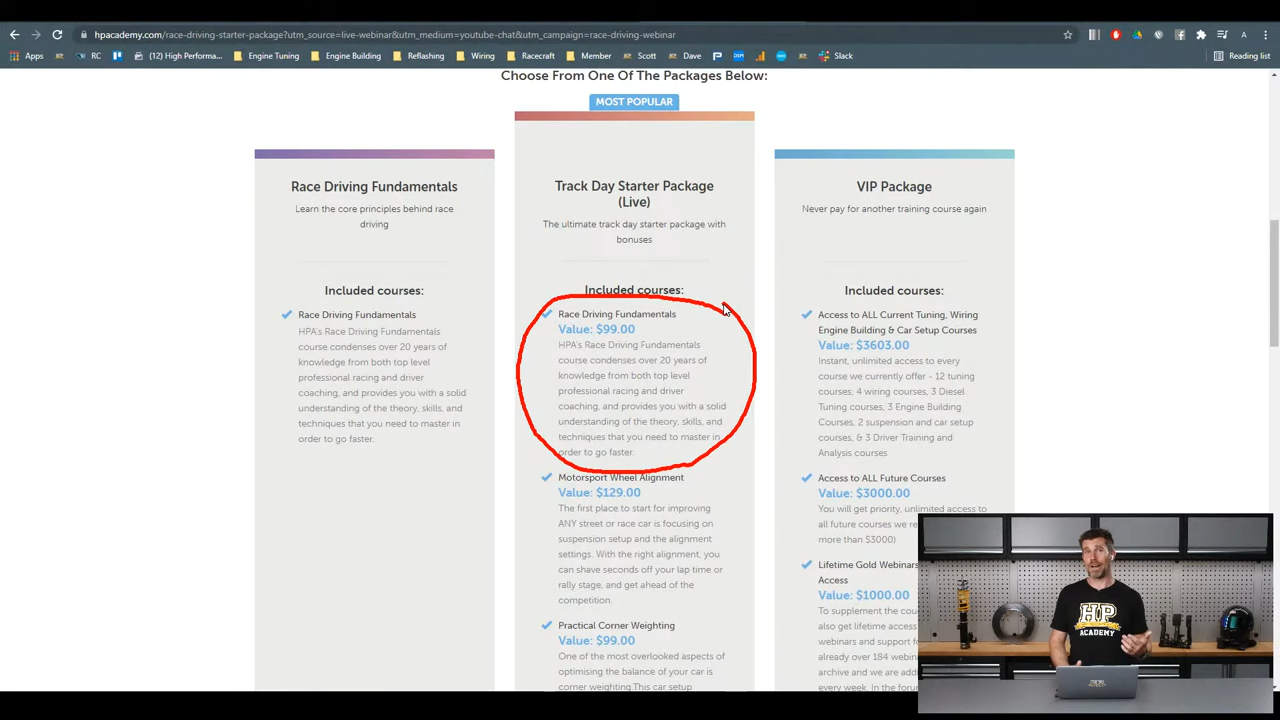 hpacademy.com/race-driving-starter-package?utm_source=live-webinar&utm_medium=youtube-chat&utm_campaign=race-driving-webinar
Apps
RC
(12) High Performa...
Engine Tuning
Engine Building
Reflashing
Wiring
Racecraft
Member
Scott
Dave
Slack
Reading list
Choose From One Of The Packages Below:
MOST POPULAR
Race Driving Fundamentals
Learn the core principles behind race
driving
Included courses:
Race Driving Fundamentals
HPA's Race Driving Fundamentals
course condenses over 20 years of
knowledge from both top level
professional racing and driver
coaching, and provides you with a solid
understanding of the theory, skills, and
techniques that you need to master in
order to go faster.
Track Day Starter Package
(Live)
The ultimate track day starter package with
bonuses
Included courses:
Race Driving Fundamentals
Value: $99.00
HPA's Race Driving Fundamentals
course condenses over 20 years of
knowledge from both top level
professional racing and driver
coaching, and provides you with a solid
understanding of the theory, skills, and
techniques that you need to master in
order to go faster.
Motorsport Wheel Alignment
Value: $129.00
The first place to start for improving
ANY street or race car is focusing on
suspension setup and the alignment
settings. With the right alignment, you
can shave seconds off your lap time or
rally stage, and get ahead of the
competition.
Practical Corner Weighting
Value: $99.00
One of the most overlooked aspects of
optimising the balance of your car is
corner weighting.This car setup
VIP Package
Never pay for another training course again
Included courses:
Access to ALL Current Tuning, Wiring
Engine Building & Car Setup Courses
Value: $3603.00
Instant, unlimited access to every
course we currently offer - 12 tuning
courses, 4 wiring courses, 3 Diesel
Tuning courses, 3 Engine Building
Courses, 2 suspension and car setup
courses, & 3 Driver Training and
Analysis courses
Access to ALL Future Courses
Value: $3000.00
You will get priority, unlimited access to
all future courses we re
more than $3000)
Lifetime Gold Webinars
Access
Value: $1000.00
To supplement the cou
also get lifetime access
webinars and support fo
already over 184 webina
archive and we are add
every week. In the forum
HP
ACADEMY